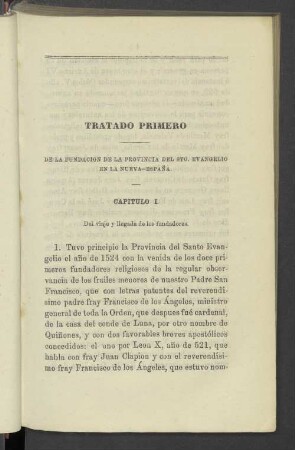 TRATADO PRIMERO
DE LA FUNDACION DE LA PROVINCIA DEL STO. EVANGELIO
EN LA NUEVA-ESPAÑA.
CAPITULO I.
Del viaje y llegada de los fundadores.
1. Tuvo principio la Provincia del Santo Evan-
gelio el año de 1524 con la venida de los doce pri-
meros fundadores religiosos de la regular obser-
vancia de los frailes menores de nuestro Padre San
Francisco, que con letras patentes del reverendí-
simo padre fray Francisco de los Ángeles, ministro
general de toda la Orden, que despues fué cardenal,
de la casa del conde de Luna, por otro nombre de
Quiñones, y con dos favorables breves apostólicos
concedidos: el uno por Leon X, año de 521, que
habla con fray Juan Clapion y con el reverendísi-
mo fray Francisco de los Ángeles, que estuvo nom-